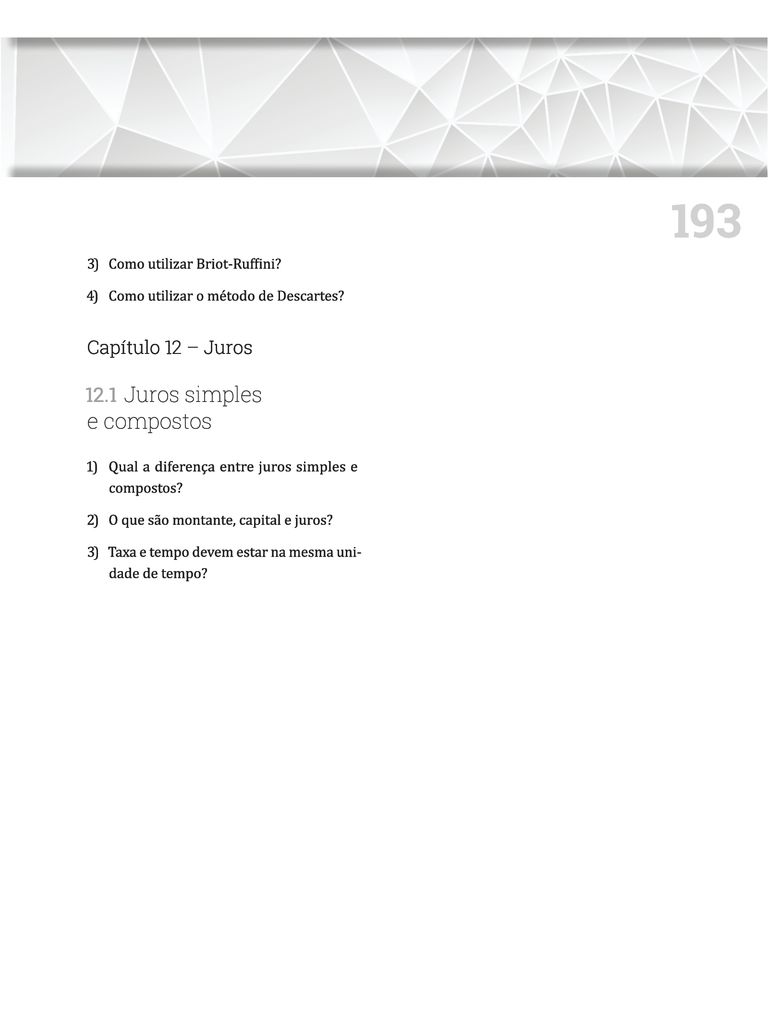 193
3) Como utilizar Briot-Ruffini?
4) Como utilizar o método de Descartes?
Capítulo 12 – Juros
12.1 Juros simples
e compostos
1) Qual a diferença entre juros simples e
compostos?
2) O que são montante, capital e juros?
3) Taxa e tempo devem estar na mesma uni-
dade de tempo?